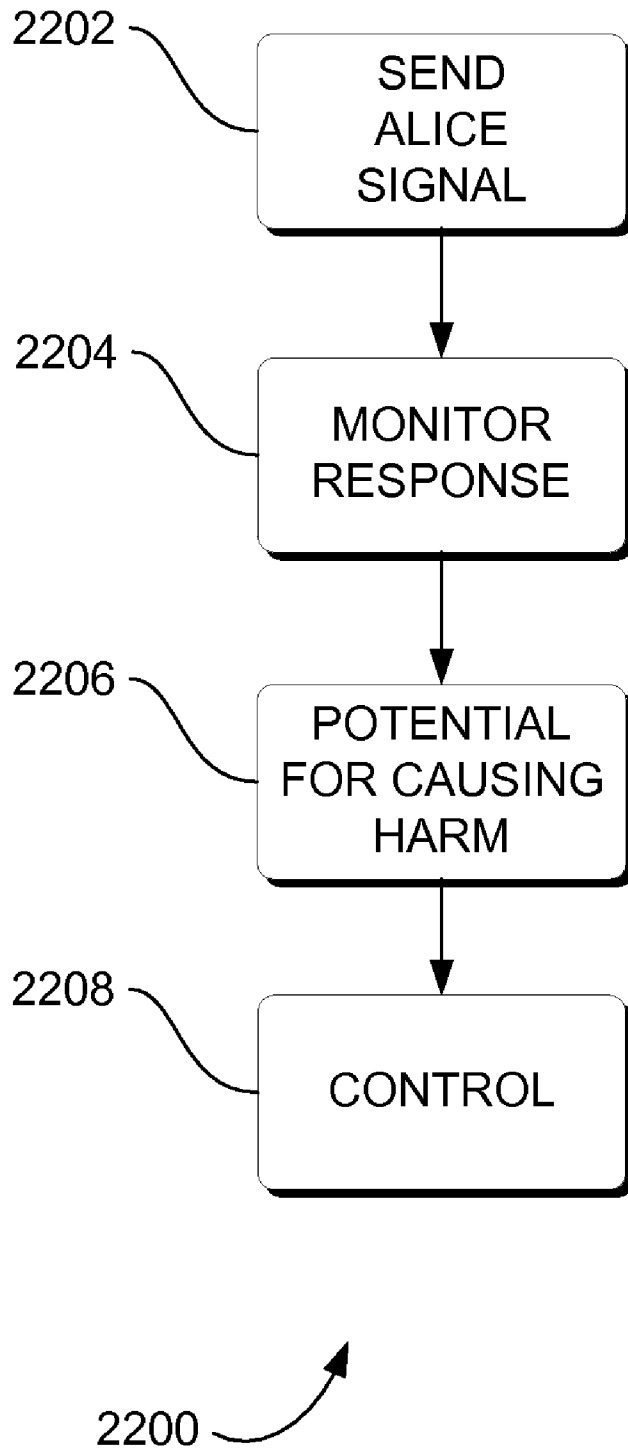 2202
SEND
ALICE
SIGNAL
2204
MONITOR
RESPONSE
2206
POTENTIAL
FOR CAUSING
HARM
2208
CONTROL
2200